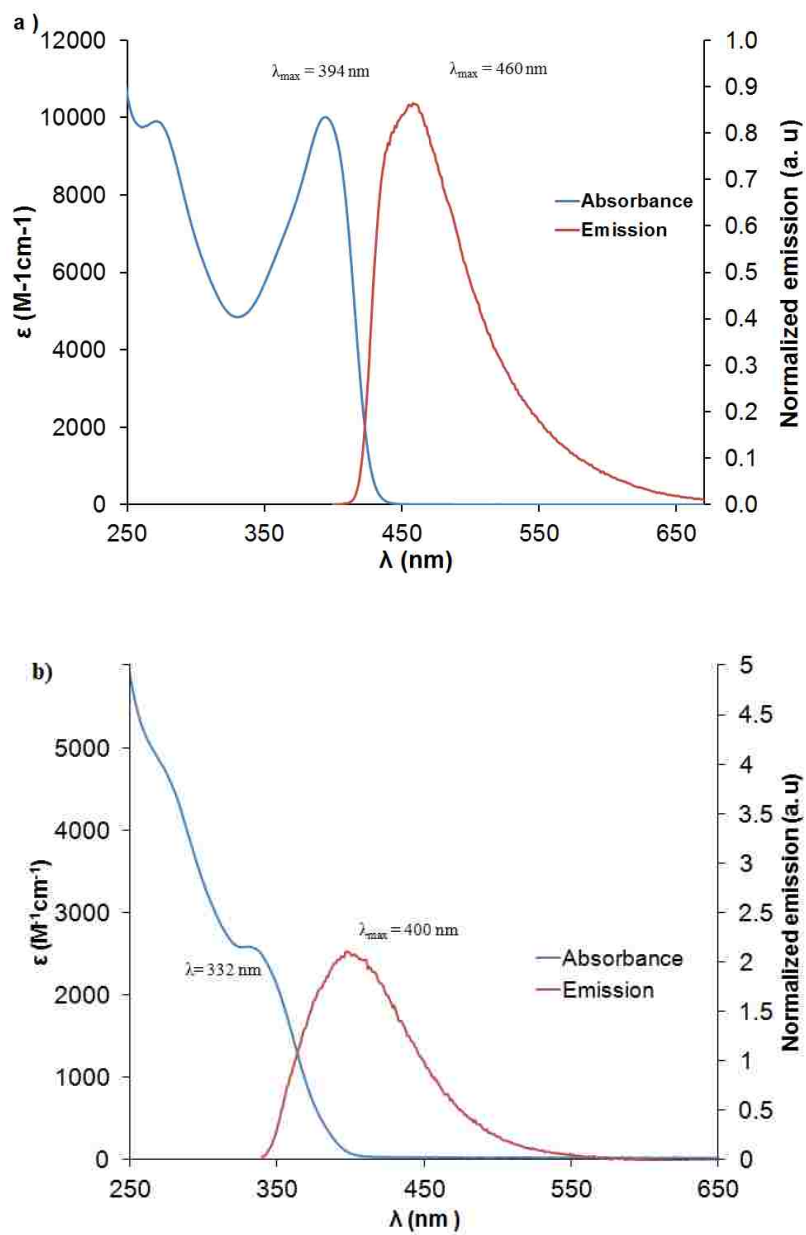 a )
λmax = 394 nm
λmax = 460 nm
12000
10000
8000
6000
4000
2000
0
ε (M-1cm-1)
1.0
0.9
0.8
0.7
0.6
0.5
0.4
0.3
0.2
0.1
0.0
Normalized emission (a. u)
Absorbance
Emission
250
350
450
550
650
λ (nm)
b)
5000
4000
3000
2000
1000
0
ε (M-1cm-1)
5
4.5
4
3.5
3
2.5
2
1.5
1
0.5
0
Normalized emission (a. u)
λmax = 400 nm
λ= 332 nm
Absorbance
Emission
250
350
450
550
650
λ (nm )